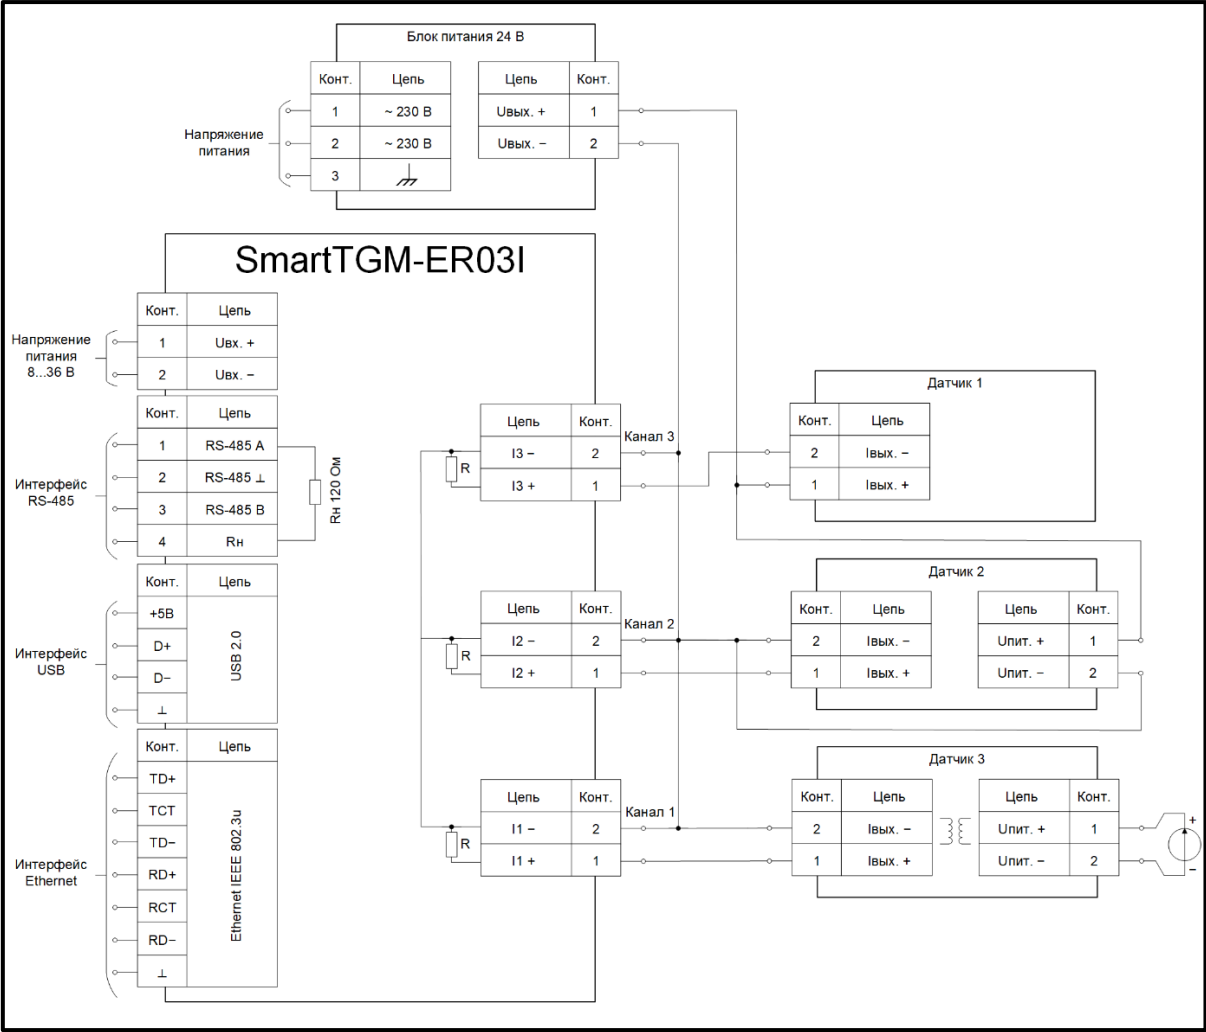 Блок питания 24 В
Конт. Цепь
1 ~ 230 В
2 ~ 230 В
3
Цепь Конт.
Uвых. + 1
Uвых. − 2
Напряжение
питания
SmartTGM-ER03I
Напряжение
питания
8...36 В
Конт. Цепь
1 Uвх. +
2 Uвх. −
Интерфейс
RS-485
Конт. Цепь
1 RS-485 A
2 RS-485 ⊥
3 RS-485 B
4 Rн
Rн 120 Ом
Интерфейс
USB
Конт. Цепь
+5В
D+
D−
⊥
USB 2.0
Интерфейс
Ethernet
Конт. Цепь
TD+
TCT
TD−
RD+
RCT
RD−
⊥
Ethernet IEEE 802.3u
Цепь Конт.
I3 − 2
I3 + 1
R
Канал 3
Цепь Конт.
I2 − 2
I2 + 1
R
Канал 2
Цепь Конт.
I1 − 2
I1 + 1
R
Канал 1
Датчик 1
Конт. Цепь
2 Iвых. −
1 Iвых. +
Датчик 2
Конт. Цепь
2 Iвых. −
1 Iвых. +
Цепь Конт.
Uпит. + 1
Uпит. − 2
Датчик 3
Конт. Цепь
2 Iвых. −
1 Iвых. +
Цепь Конт.
Uпит. + 1
Uпит. − 2
+
−